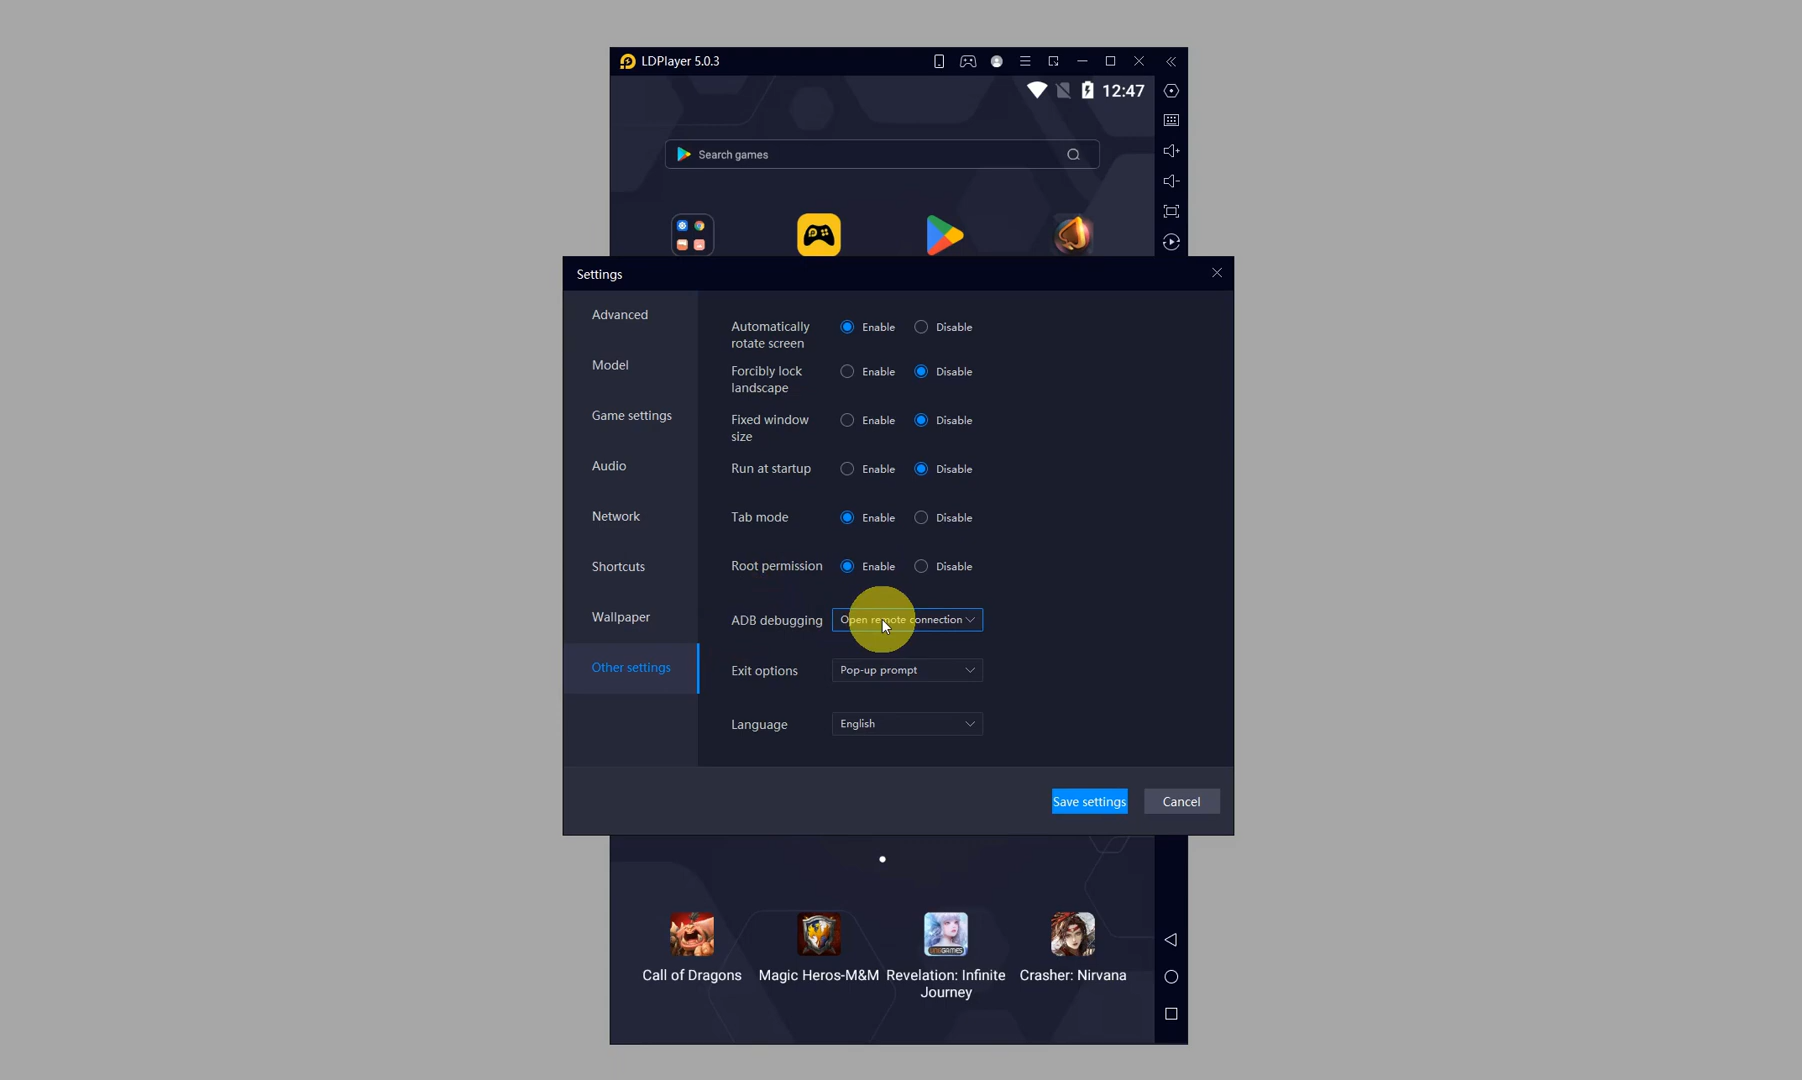 LDPlayer 5.0.3
12:47
Search games
Settings
Advanced
Model
Game settings
Audio
Network
Shortcuts
Wallpaper
Other settings
Automatically
rotate screen
Enable Disable
Forcibly lock
landscape
Enable Disable
Fixed window
size
Enable Disable
Run at startup Enable Disable
Tab mode Enable Disable
Root permission Enable Disable
ADB debugging Open remote connection
Exit options Pop-up prompt
Language English
Save settings Cancel
Call of Dragons Magic Heros-M&M Revelation: Infinite
Journey
Crasher: Nirvana